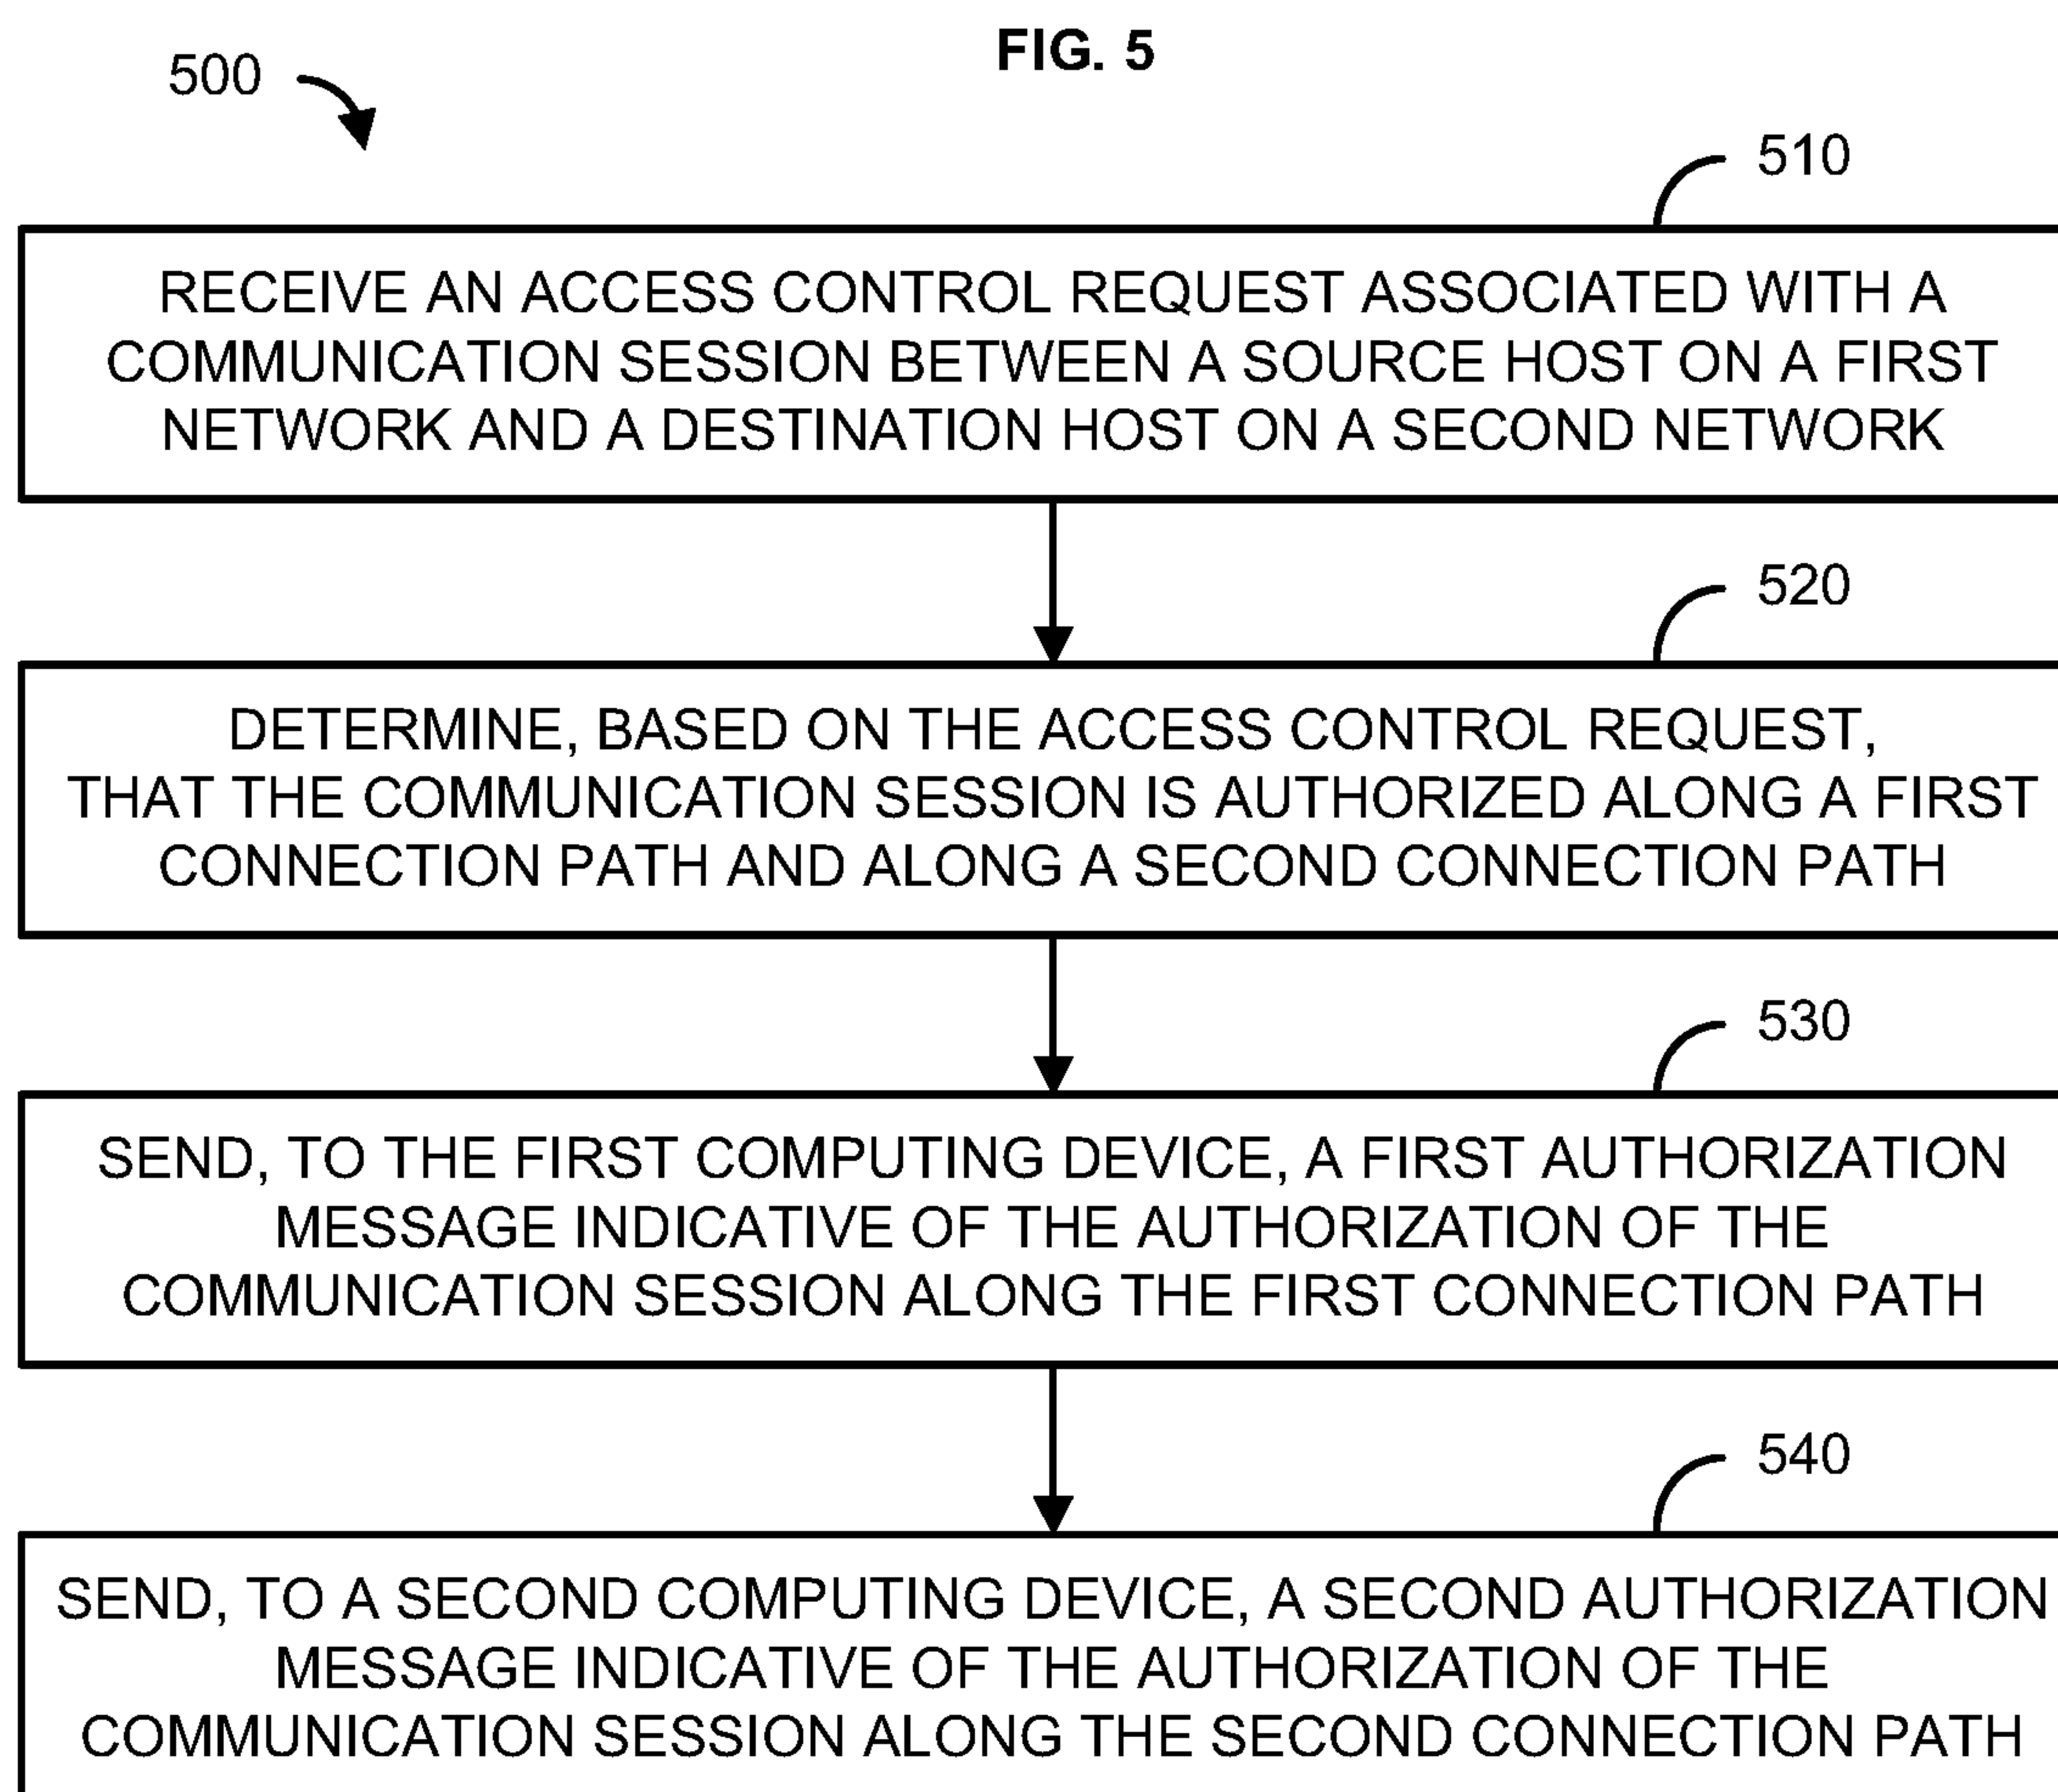 FIG. 5
500
510
RECEIVE AN ACCESS CONTROL REQUEST ASSOCIATED WITH A
COMMUNICATION SESSION BETWEEN A SOURCE HOST ON A FIRST
NETWORK AND A DESTINATION HOST ON A SECOND NETWORK
520
DETERMINE, BASED ON THE ACCESS CONTROL REQUEST,
THAT THE COMMUNICATION SESSION IS AUTHORIZED ALONG A FIRST
CONNECTION PATH AND ALONG A SECOND CONNECTION PATH
530
SEND, TO THE FIRST COMPUTING DEVICE, A FIRST AUTHORIZATION
MESSAGE INDICATIVE OF THE AUTHORIZATION OF THE
COMMUNICATION SESSION ALONG THE FIRST CONNECTION PATH
540
SEND, TO A SECOND COMPUTING DEVICE, A SECOND AUTHORIZATION
MESSAGE INDICATIVE OF THE AUTHORIZATION OF THE
COMMUNICATION SESSION ALONG THE SECOND CONNECTION PATH